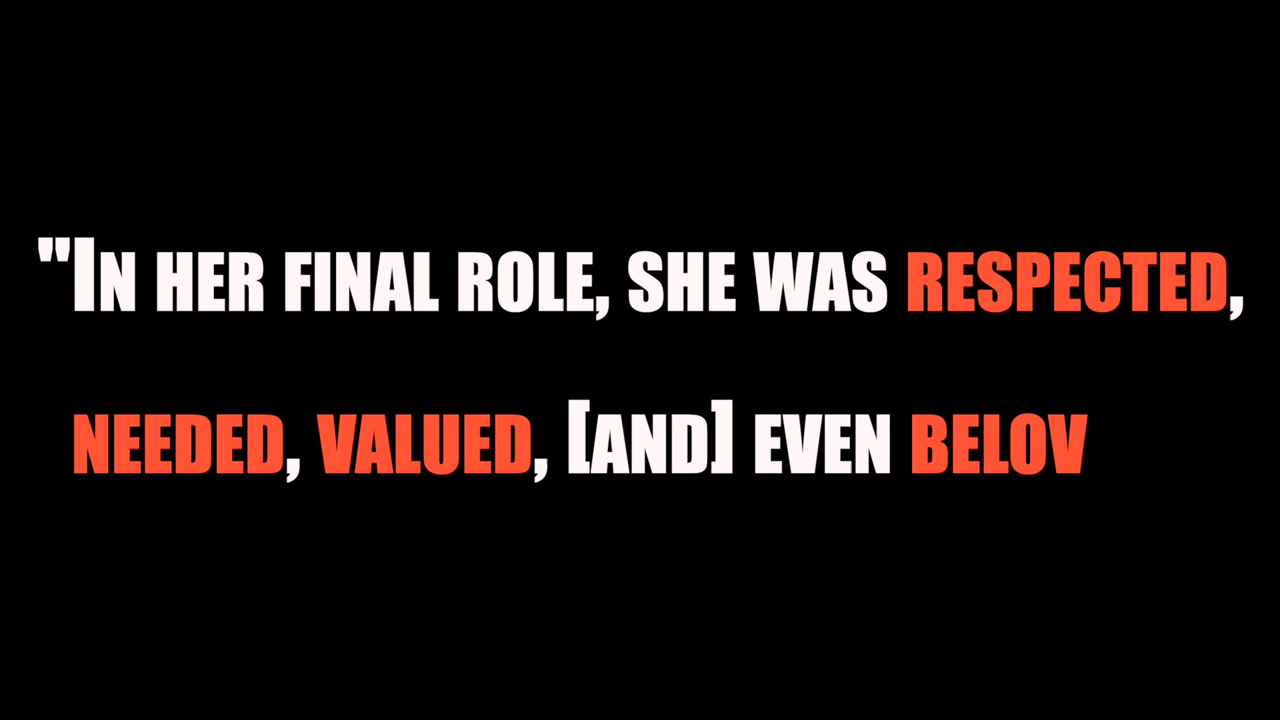 "In her final role, she was respected,
needed, valued, [and] even belov